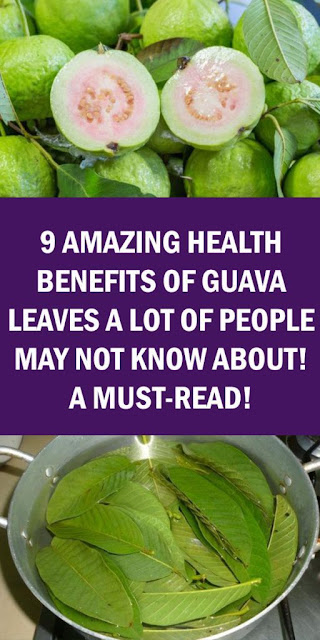 9 AMAZING HEALTH
BENEFITS OF GUAVA
LEAVES A LOT OF PEOPLE
MAY NOT KNOW ABOUT!
A MUST-READ!